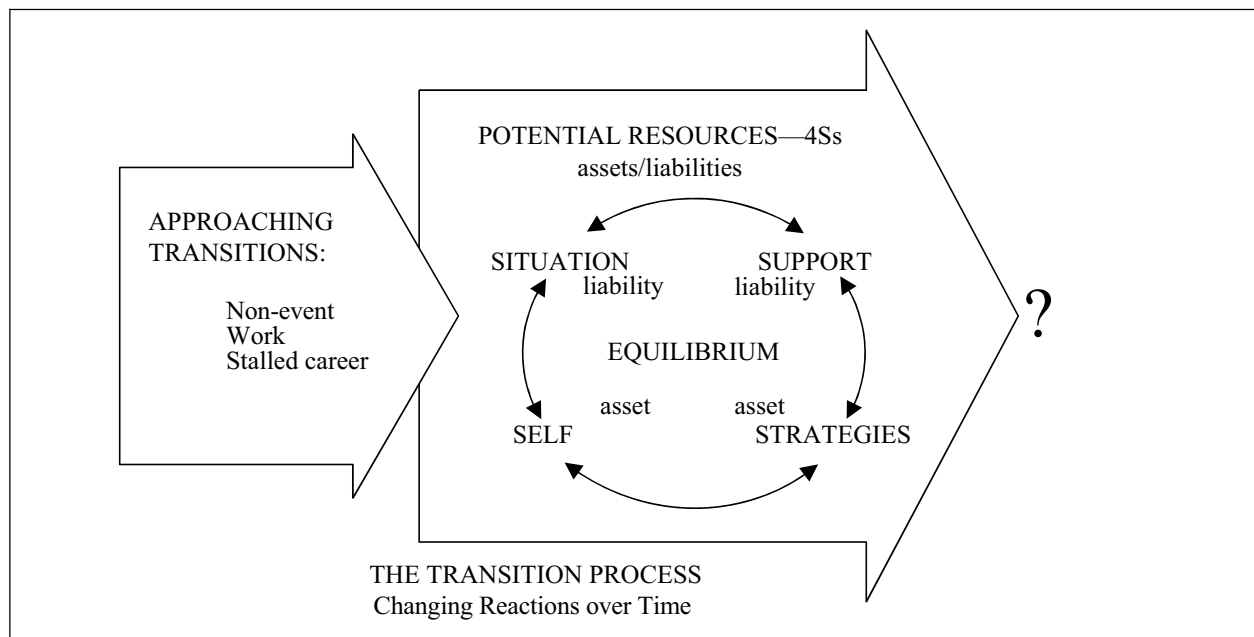 POTENTIAL RESOURCES—4Ss
assets/liabilities
APPROACHING
TRANSITIONS:
Non-event
Work
Stalled career
SITUATION
liability
SUPPORT
liability
EQUILIBRIUM
asset
SELF
asset
STRATEGIES
?
THE TRANSITION PROCESS
Changing Reactions over Time